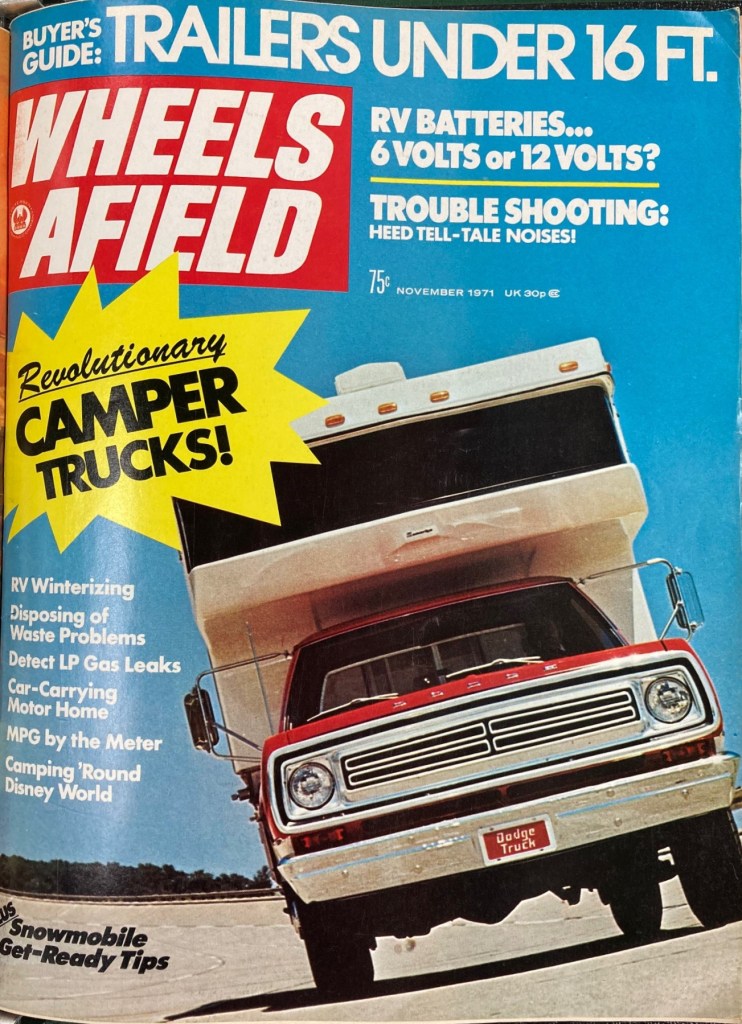 BUYER'S
GUIDE: TRAILERS UNDER 16 FT.
WHEELS
AFIELD
RV BATTERIES...
6 VOLTS or 12 VOLTS?
TROUBLE SHOOTING:
HEED TELL-TALE NOISES!
75¢ NOVEMBER 1971 UK 30p
Revolutionary
CAMPER
TRUCKS!
RV Winterizing
Disposing of
Waste Problems
Detect LP Gas Leaks
Car-Carrying
Motor Home
MPG by the Meter
Camping 'Round
Disney World
Snowmobile
Get-Ready Tips
DODGE
Dodge
Truck